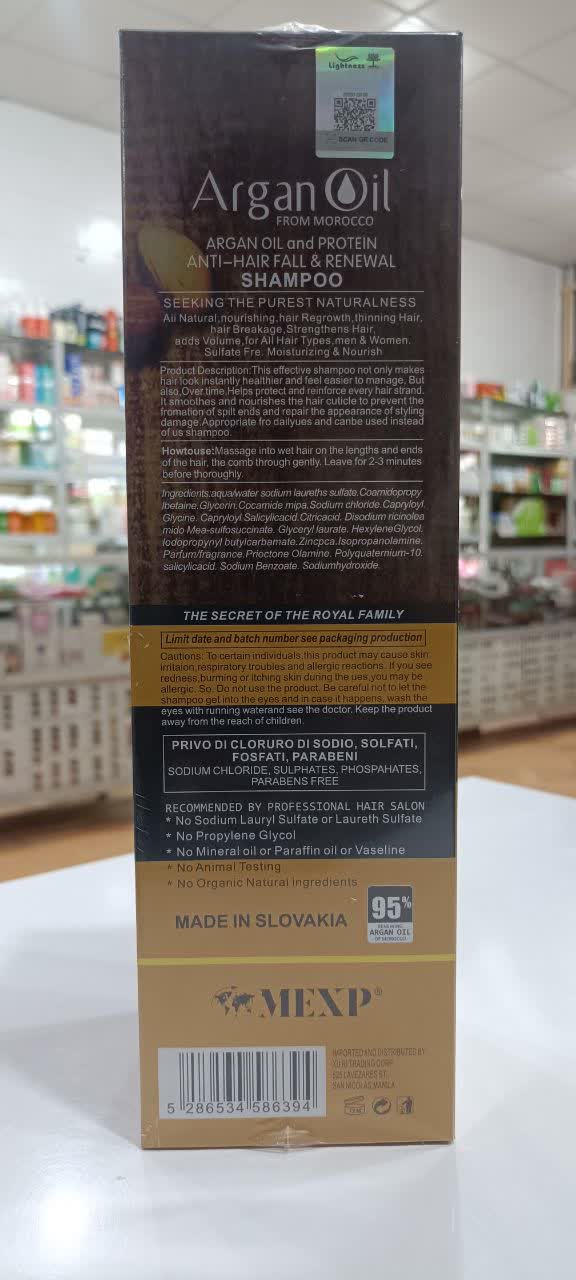 Lightness
SCAN QR CODE
Argan Oil
FROM MOROCCO
ARGAN OIL and PROTEIN
ANTI-HAIR FALL & RENEWAL
SHAMPOO
SEEKING THE PUREST NATURALNESS
Aii Natural,nourishing,hair Regrowth,thinning Hair,
hair Breakage,Strengthens Hair,
adds Volume,for All Hair Types,men & Women.
Sulfate Fre. Moisturizing & Nourish
Product Description:This effective shampoo not only makes
hair look instantly healthier and feel easier to manage, But
also,Over time,Helps protect and reinforce every hair strand.
It smoothes and nourishes the hair cuticle to prevent the
fromation of spilt ends and repair the appearance of styling
damage.Appropriate fro dailyues and canbe used instead
of us shampoo.
Howtouse:Massage into wet hair on the lengths and ends
of the hair, the comb through gently. Leave for 2-3 minutes
before thoroughly.
Ingredients:aqua/water sodium laureths sulfate.Coamidopropy
lbetaine,Glycerin.Cocamide mipa.Sodium chloride. Capryloyl
Glycine. Capryloyl Salicylicacid.Citricacid. Disodium ricinolea
mido Mea-sulfosuccinate. Glyceryl laurate. HexyleneGlycol.
Iodopropynyl butylcarbamate.Zincpca.Isopropanolamine.
Parfum/fragrance.Prioctone Olamine. Polyquaternium-10.
salicylicacid. Sodium Benzoate. Sodiumhydroxide.
THE SECRET OF THE ROYAL FAMILY
Limit date and batch number see packaging production
Cautions: To certain individuals,this product may cause skin
irritaion,respiratory troubles and allergic reactions. If you see
redness,burming or itching skin during the ues,you may be
allergic. So. Do not use the product. Be careful not to let the
shampoo get into the eyes and in case it happens, wash the
eyes with running waterand see the doctor. Keep the product
away from the reach of children.
PRIVO DI CLORURO DI SODIO, SOLFATI,
FOSFATI, PARABENI
SODIUM CHLORIDE, SULPHATES, PHOSPAHATES,
PARABENS FREE
RECOMMENDED BY PROFESSIONAL HAIR SALON
* No Sodium Lauryl Sulfate or Laureth Sulfate
* No Propylene Glycol
* No Mineral oil or Paraffin oil or Vaseline
* No Animal Testing
* No Organic Natural Ingredients
MADE IN SLOVAKIA
95%
ARGAN OIL
OF MOROCCO
MEXP®
IMPORTED AND DISTRIBUTED BY
XU RI TRADING CORP.
625 LAVEZARES ST.,
SAN NICOLAS,MANILA
5 286534 586394